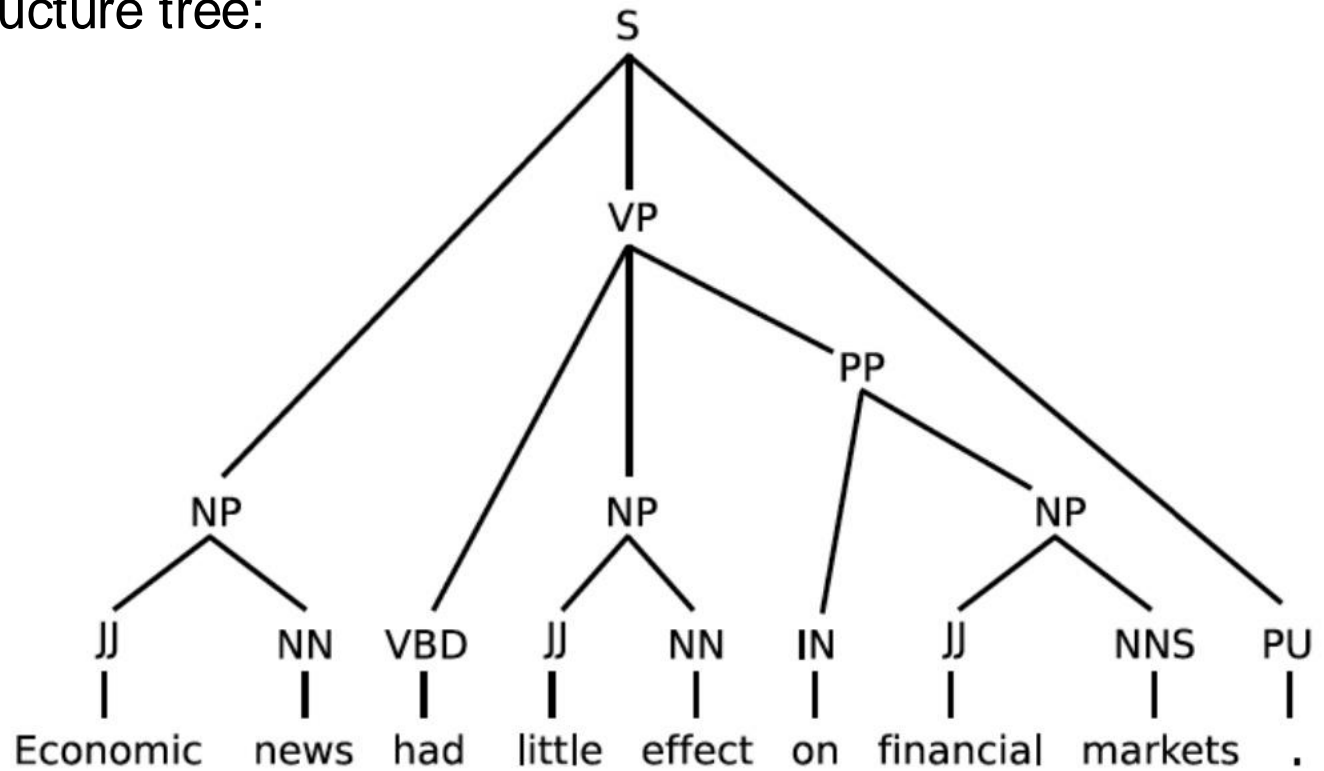 ucture tree:
S
VP
PP
NP NP NP
JJ NN VBD JJ NN IN JJ NNS PU
Economic news had little effect on financial markets .